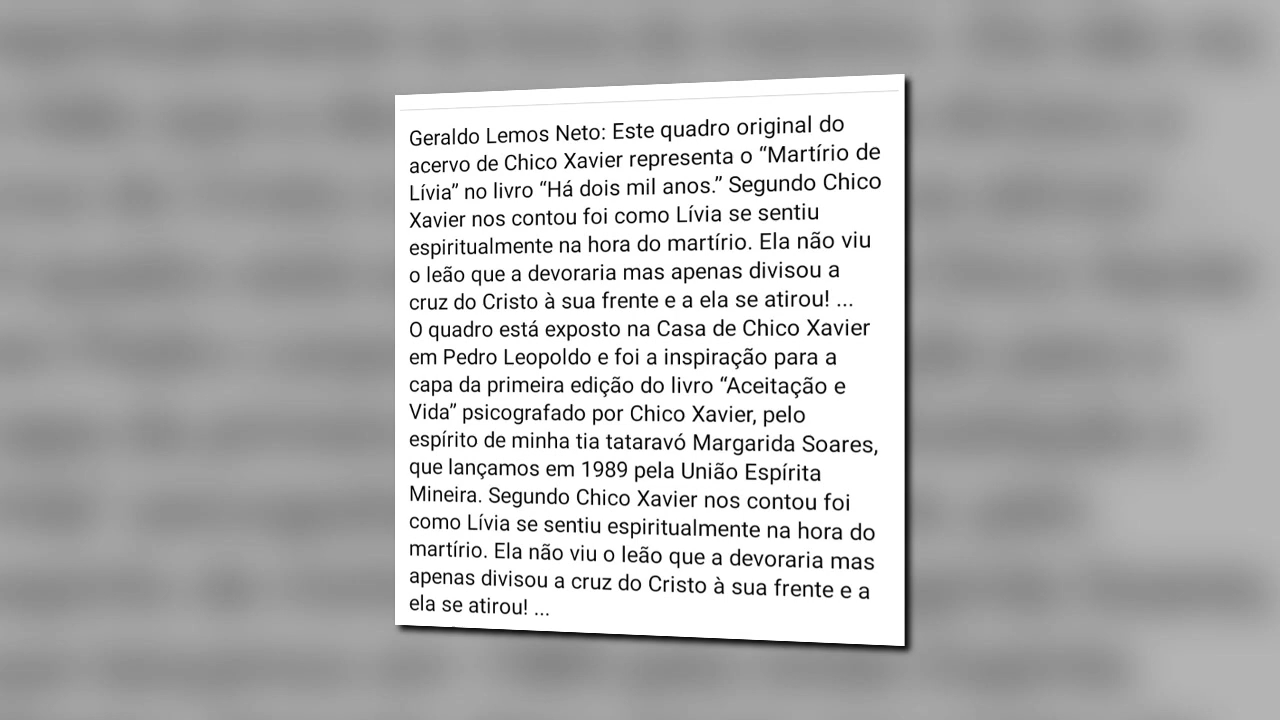 Geraldo Lemos Neto: Este quadro original do
acervo de Chico Xavier representa o “Martírio de
Lívia” no livro “Há dois mil anos.” Segundo Chico
Xavier nos contou foi como Lívia se sentiu
espiritualmente na hora do martírio. Ela não viu
o leão que a devoraria mas apenas divisou a
cruz do Cristo à sua frente e a ela se atirou! ...
O quadro está exposto na Casa de Chico Xavier
em Pedro Leopoldo e foi a inspiração para a
capa da primeira edição do livro “Aceitação e
Vida” psicografado por Chico Xavier, pelo
espírito de minha tia tataravó Margarida Soares,
que lançamos em 1989 pela União Espírita
Mineira. Segundo Chico Xavier nos contou foi
como Lívia se sentiu espiritualmente na hora do
martírio. Ela não viu o leão que a devoraria mas
apenas divisou a cruz do Cristo à sua frente e a
ela se atirou! ...